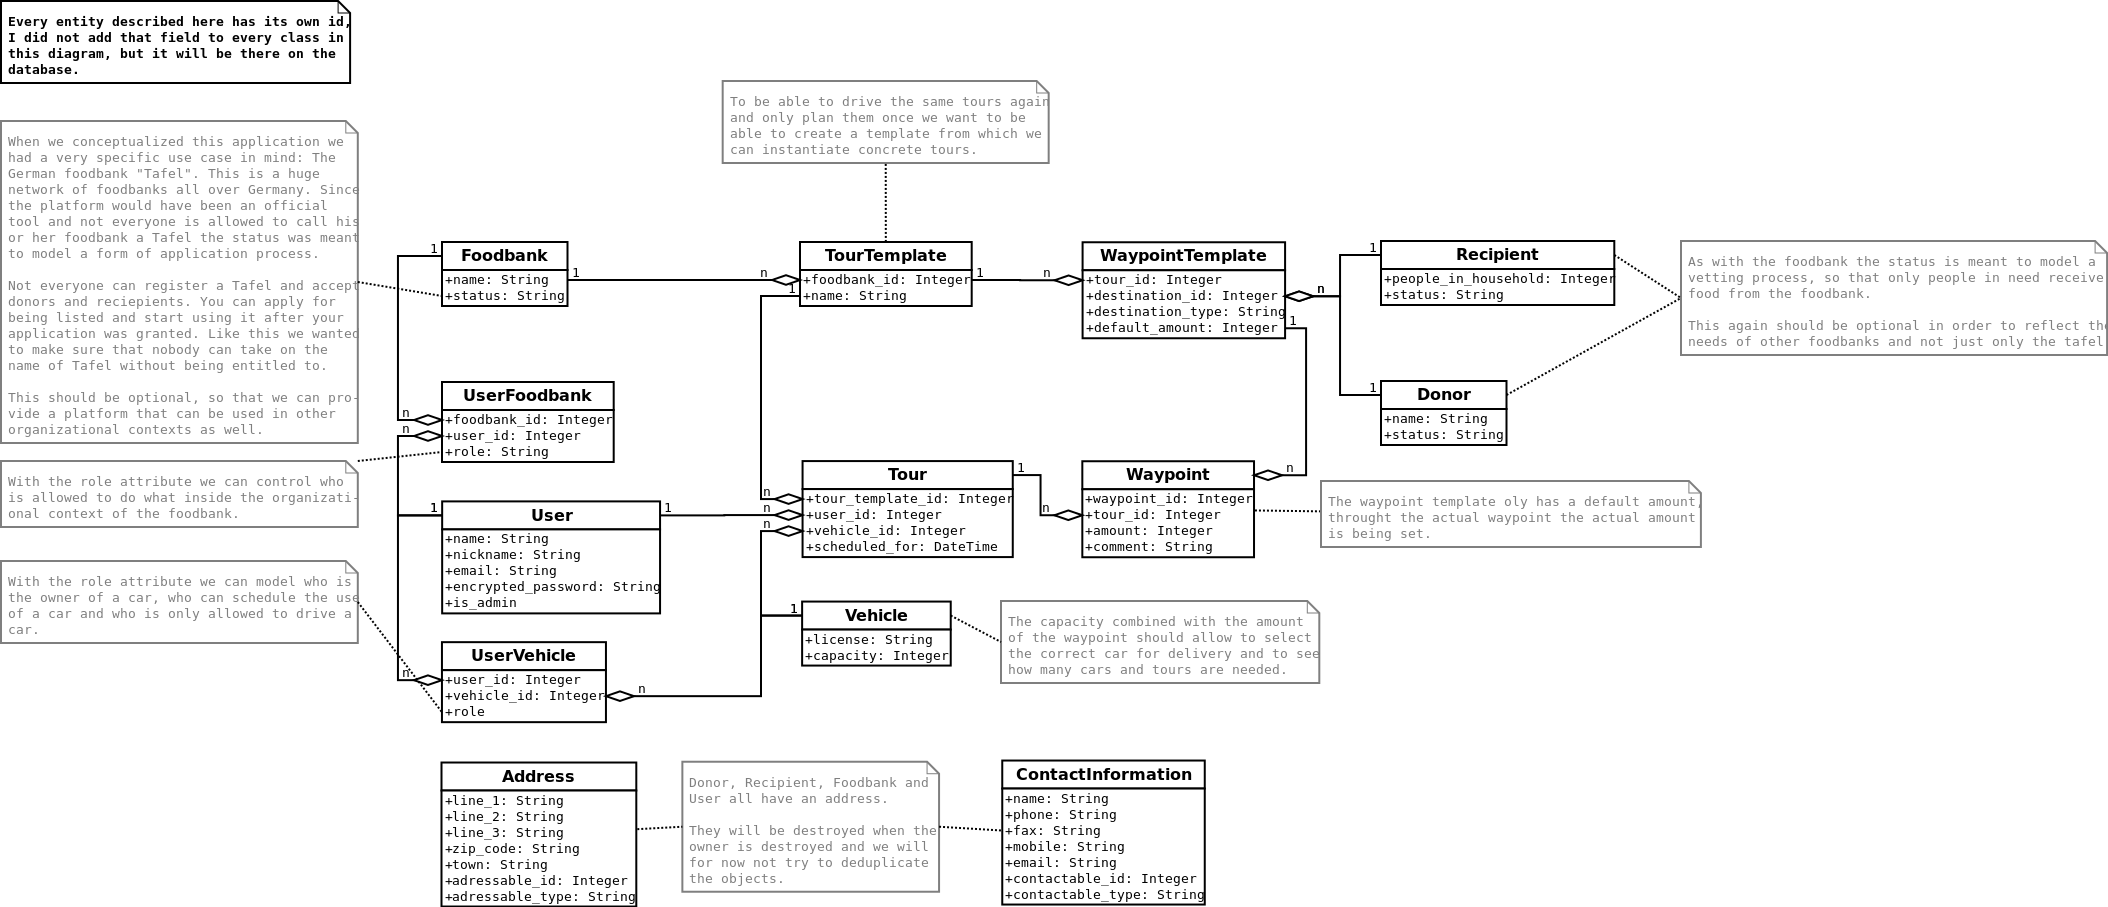 Every entity described here has its own id,
I did not add that field to every class in
this diagram, but it will be there on the
database.
To be able to drive the same tours again
and only plan them once we want to be
able to create a template from which we
can instantiate concrete tours.
When we conceptualized this application we
had a very specific use case in mind: The
German foodbank "Tafel". This is a huge
network of foodbanks all over Germany. Since
the platform would have been an official
tool and not everyone is allowed to call his
or her foodbank a Tafel the status was meant
to model a form of application process.
Not everyone can register a Tafel and accept
donors and reciepients. You can apply for
being listed and start using it after your
application was granted. Like this we wanted
to make sure that nobody can take on the
name of Tafel without being entitled to.
This should be optional, so that we can pro-
vide a platform that can be used in other
organizational contexts as well.
1
Foodbank
+name: String
+status: String
1
n
TourTemplate
+foodbank_id: Integer
+name: String
1
1
n
WaypointTemplate
+tour_id: Integer
+destination_id: Integer
+destination_type: String
+default_amount: Integer
n
1
1
Recipient
+people_in_household: Integer
+status: String
As with the foodbank the status is meant to model a
vetting process, so that only people in need receive
food from the foodbank.
This again should be optional in order to reflect the
needs of other foodbanks and not just only the tafel
1
Donor
+name: String
+status: String
UserFoodbank
+foodbank_id: Integer
+user_id: Integer
+role: String
n
n
With the role attribute we can control who
is allowed to do what inside the organizati-
onal context of the foodbank.
1
User
+name: String
+nickname: String
+email: String
+encrypted_password: String
+is_admin
1
n
n
n
Tour
+tour_template_id: Integer
+user_id: Integer
+vehicle_id: Integer
+scheduled_for: DateTime
1
n
Waypoint
+waypoint_id: Integer
+tour_id: Integer
+amount: Integer
+comment: String
n
The waypoint template oly has a default amount,
throught the actual waypoint the actual amount
is being set.
With the role attribute we can model who is
the owner of a car, who can schedule the use
of a car and who is only allowed to drive a
car.
n
UserVehicle
+user_id: Integer
+vehicle_id: Integer
+role
n
1
Vehicle
+license: String
+capacity: Integer
The capacity combined with the amount
of the waypoint should allow to select
the correct car for delivery and to see
how many cars and tours are needed.
Address
+line_1: String
+line_2: String
+line_3: String
+zip_code: String
+town: String
+adressable_id: Integer
+adressable_type: String
Donor, Recipient, Foodbank and
User all have an address.
They will be destroyed when the
owner is destroyed and we will
for now not try to deduplicate
the objects.
ContactInformation
+name: String
+phone: String
+fax: String
+mobile: String
+email: String
+contactable_id: Integer
+contactable_type: String